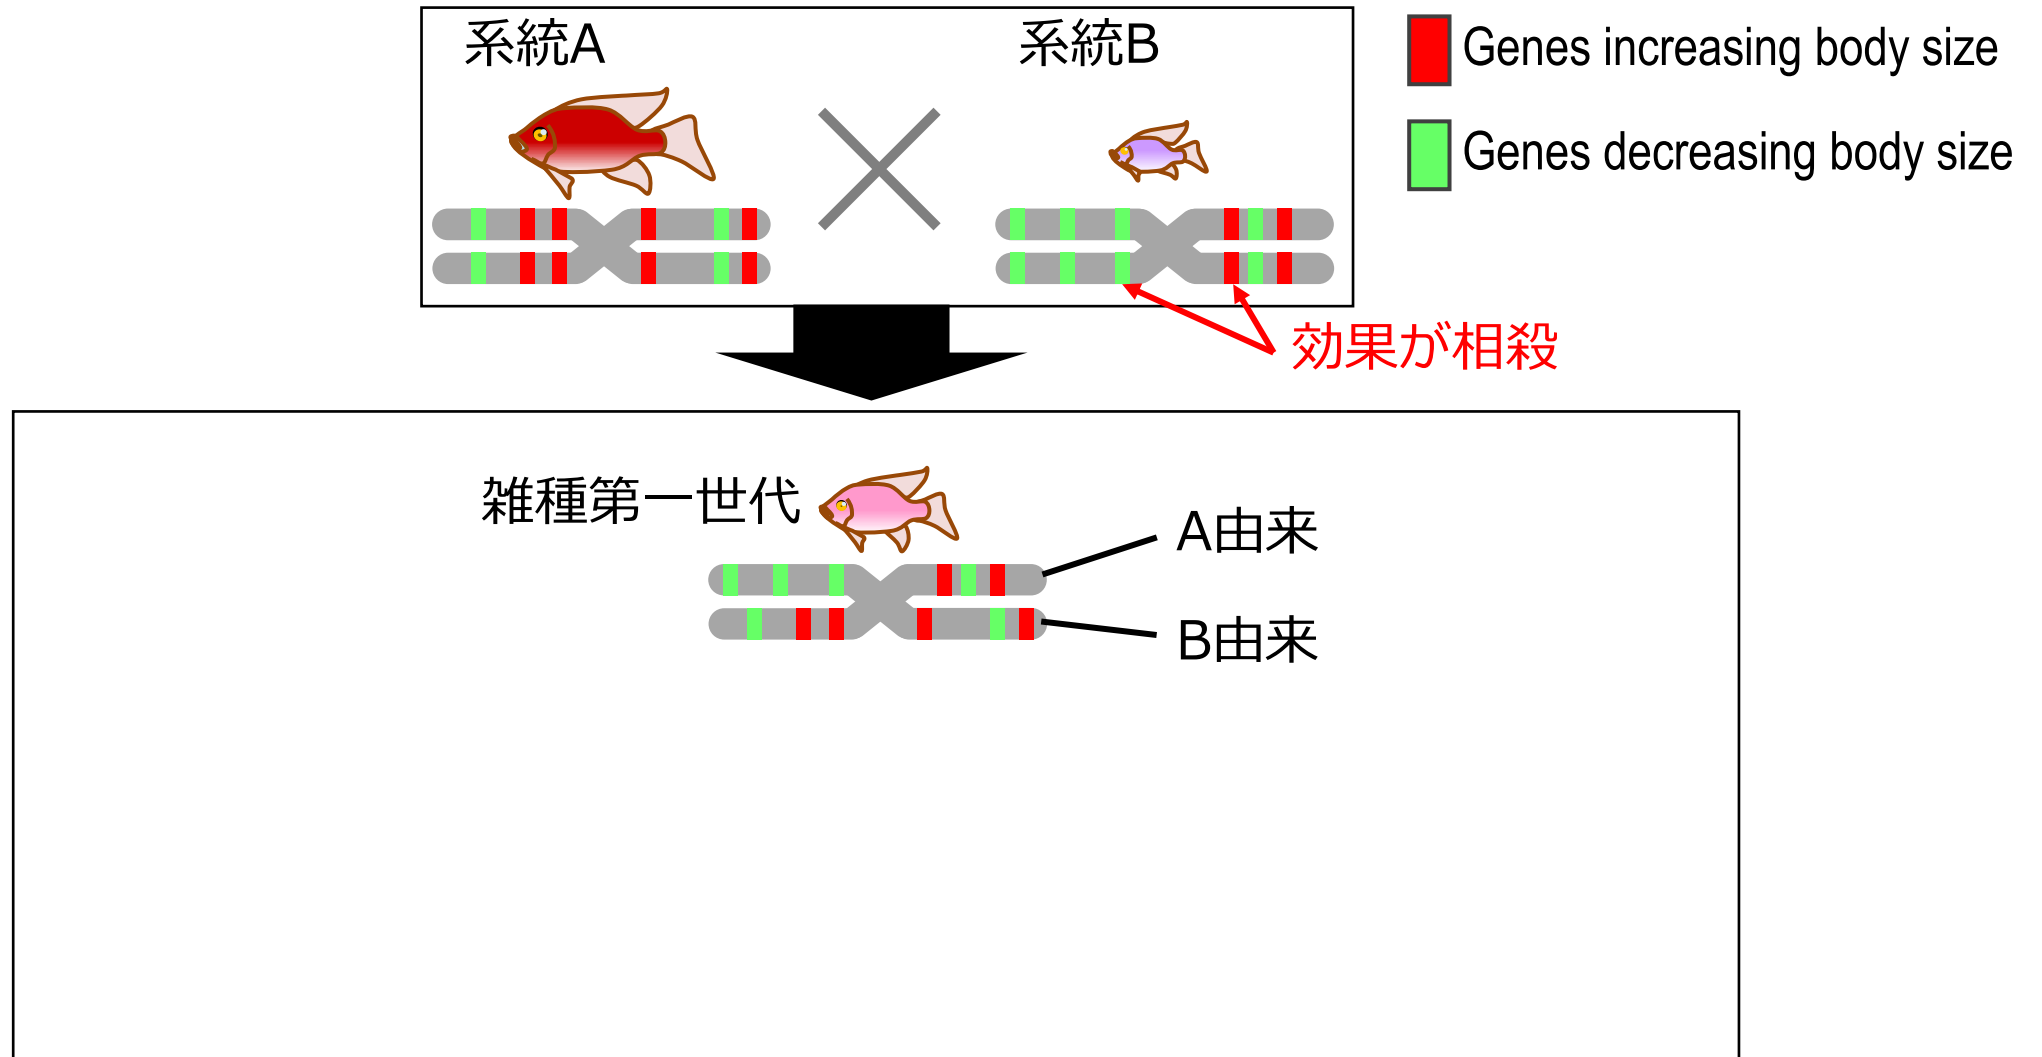 系統A
系統B
Genes increasing body size
Genes decreasing body size
効果が相殺
雑種第一世代
A由来
B由来